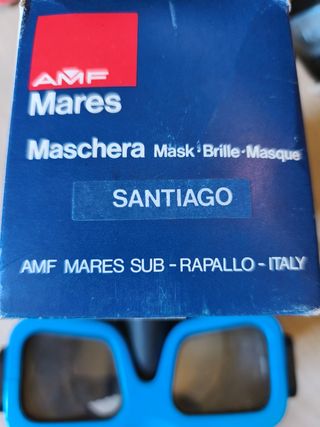 AMF
Mares
Maschera Mask·Brille·Masque
SANTIAGO
AMF MARES SUB - RAPALLO - ITALY